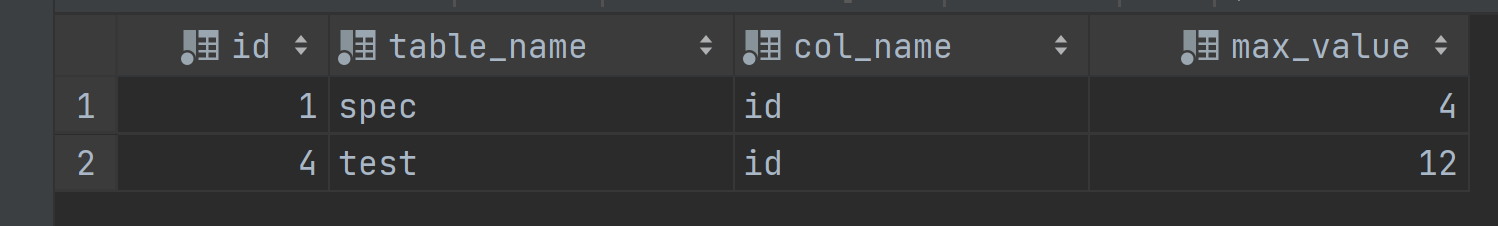 id table_name col_name max_value
1 1 spec id 4
2 4 test id 12